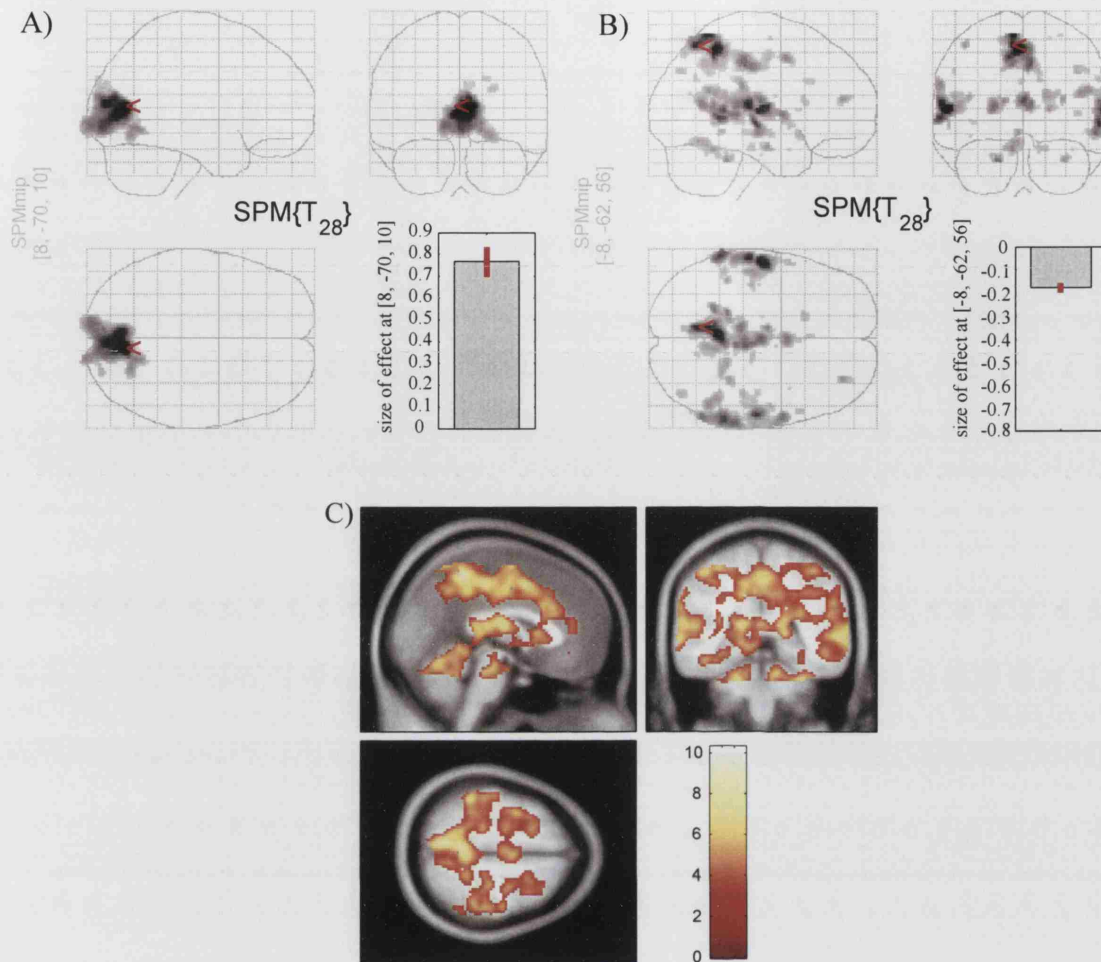 A)
SPMmip
[8, -70, 10]
SPM{T28}
size of effect at [8, -70, 10]
0.9
0.8
0.7
0.6
0.5
0.4
0.3
0.2
0.1
0
B)
SPMmip
[-8, -62, 56]
SPM{T28}
size of effect at [-8, -62, 56]
0
-0.1
-0.2
-0.3
-0.4
-0.5
-0.6
-0.7
-0.8
C)
10
8
6
4
2
0